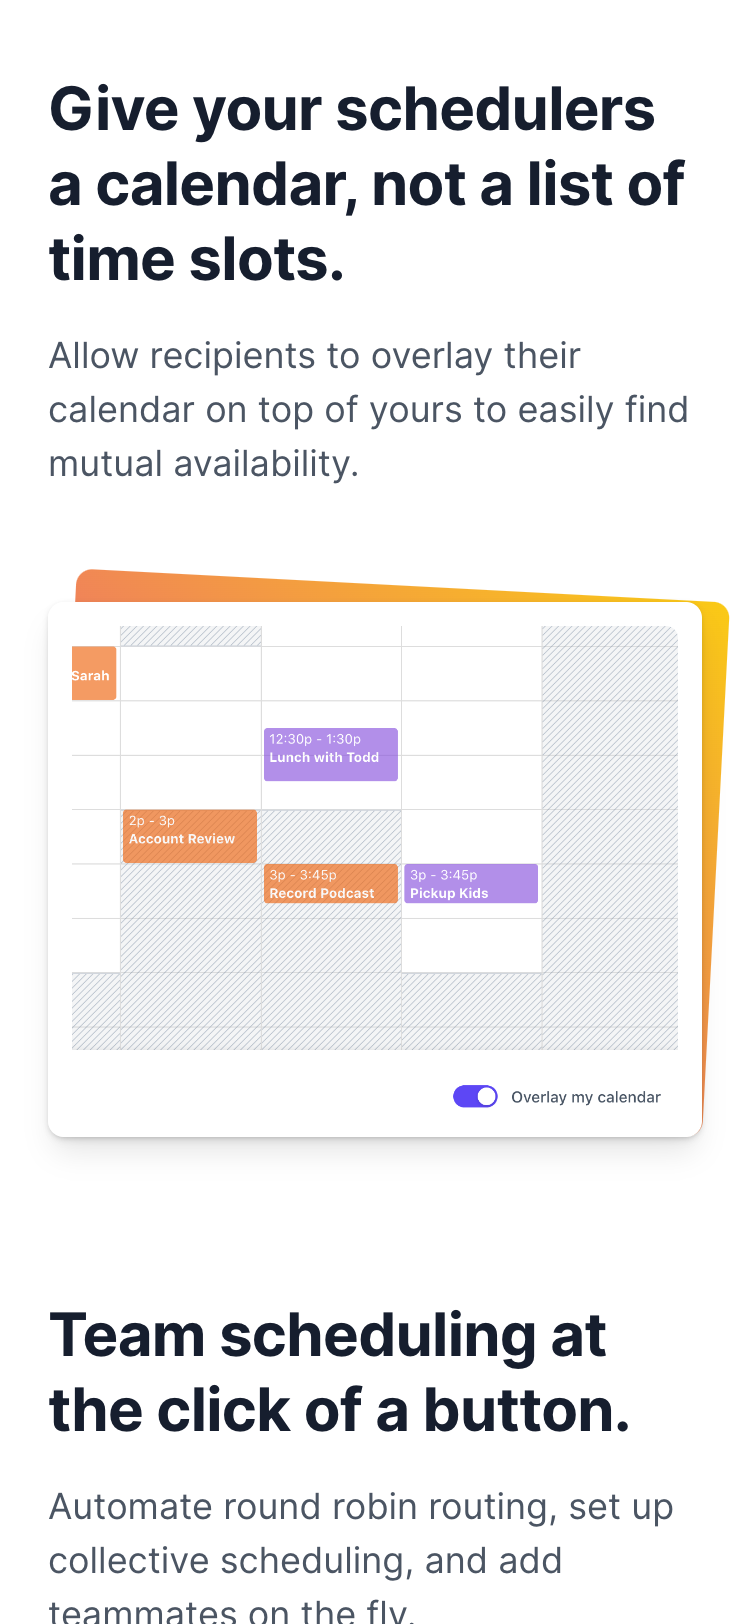 Give your schedulers
a calendar, not a list of
time slots.
Allow recipients to overlay their
calendar on top of yours to easily find
mutual availability.
Sarah
12:30p - 1:30p
Lunch with Todd
2p - 3p
Account Review
3p - 3:45p
Record Podcast
3p - 3:45p
Pickup Kids
Overlay my calendar
Team scheduling at
the click of a button.
Automate round robin routing, set up
collective scheduling, and add
teammates on the fly.